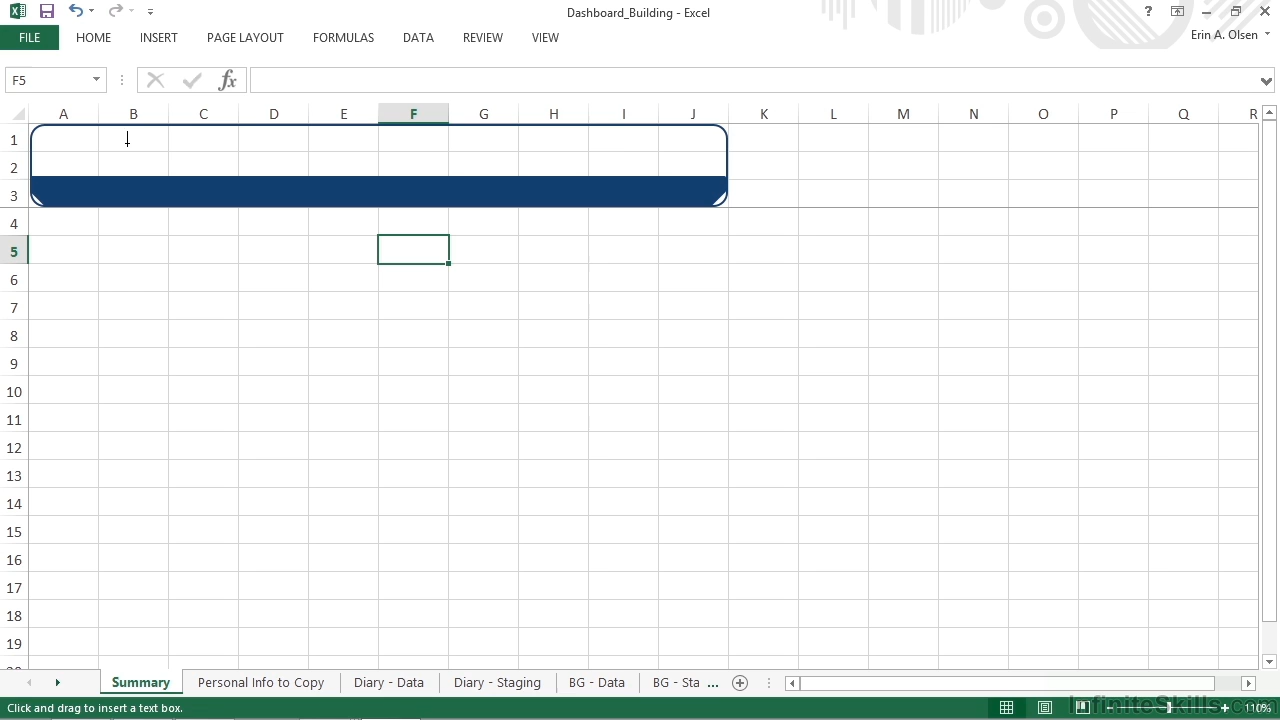 Dashboard_Building - Excel
FILE HOME INSERT PAGE LAYOUT FORMULAS DATA REVIEW VIEW Erin A. Olsen
F5 fx
A B C D E F G H I J K L M N O P Q R
1
2
3
4
5
6
7
8
9
10
11
12
13
14
15
16
17
18
19
Summary Personal Info to Copy Diary - Data Diary - Staging BG - Data BG - Sta ...
Click and drag to insert a text box. 110%
InfiniteSkills.com